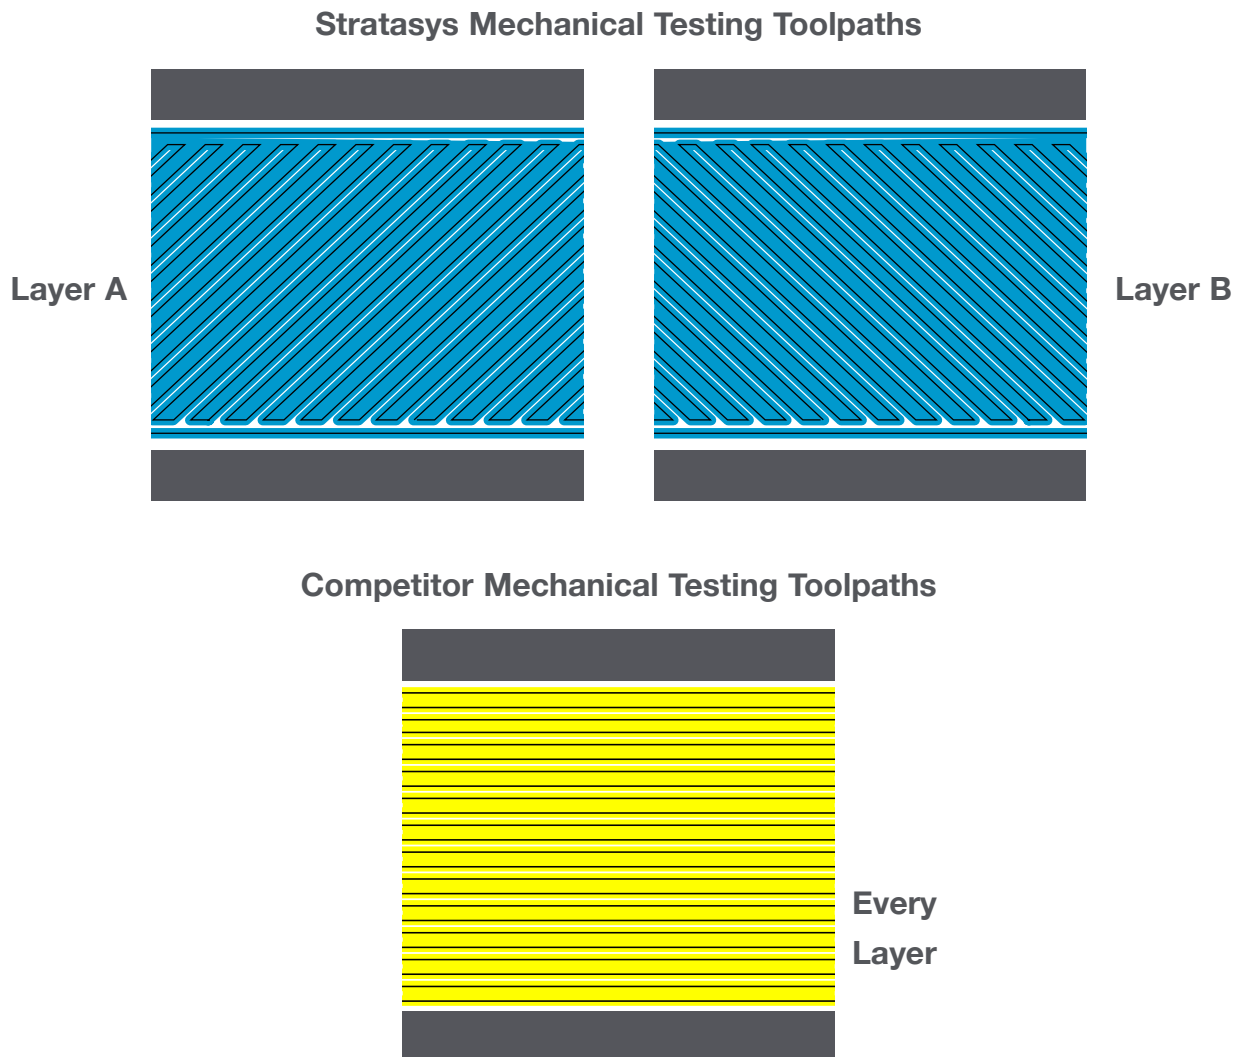 Stratasys Mechanical Testing Toolpaths
Layer A
Layer B
Competitor Mechanical Testing Toolpaths
Every
Layer